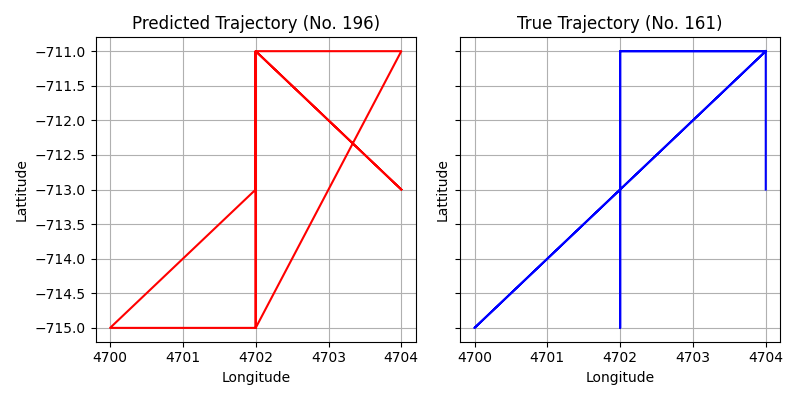 Predicted Trajectory (No. 196)
True Trajectory (No. 161)
−711.0
−711.5
−712.0
−712.5
−713.0
−713.5
−714.0
−714.5
−715.0
Lattitude
Lattitude
4700 4701 4702 4703 4704
4700 4701 4702 4703 4704
Longitude
Longitude